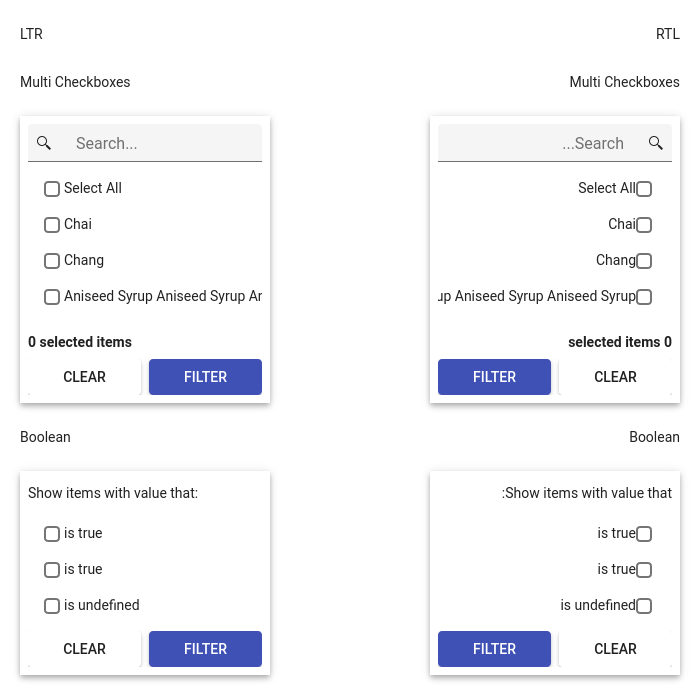 LTR
RTL
Multi Checkboxes
Multi Checkboxes
Search...
...Search
Select All
Select All
Chai
Chai
Chang
Chang
Aniseed Syrup Aniseed Syrup Ar
up Aniseed Syrup Aniseed Syrup
0 selected items
selected items 0
CLEAR FILTER
FILTER CLEAR
Boolean
Boolean
Show items with value that:
:Show items with value that
is true
is true
is true
is true
is undefined
is undefined
CLEAR FILTER
FILTER CLEAR